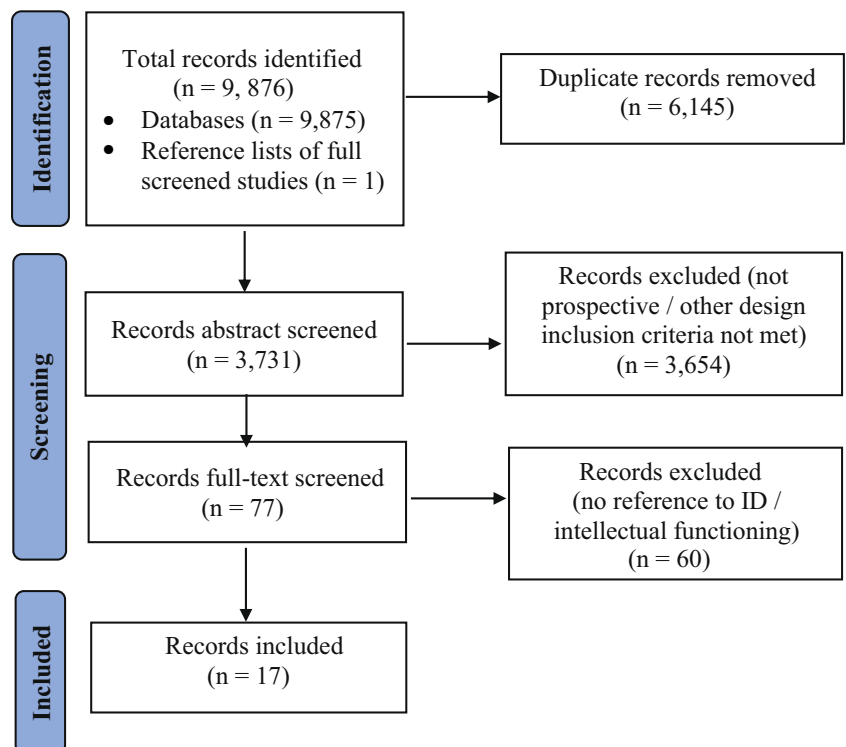 Identification
Total records identified
(n = 9, 876)
• Databases (n = 9,875)
• Reference lists of full
screened studies (n = 1)
Duplicate records removed
(n = 6,145)
Screening
Records abstract screened
(n = 3,731)
Records excluded (not
prospective / other design
inclusion criteria not met)
(n = 3,654)
Records full-text screened
(n = 77)
Records excluded
(no reference to ID /
intellectual functioning)
(n = 60)
Included
Records included
(n = 17)